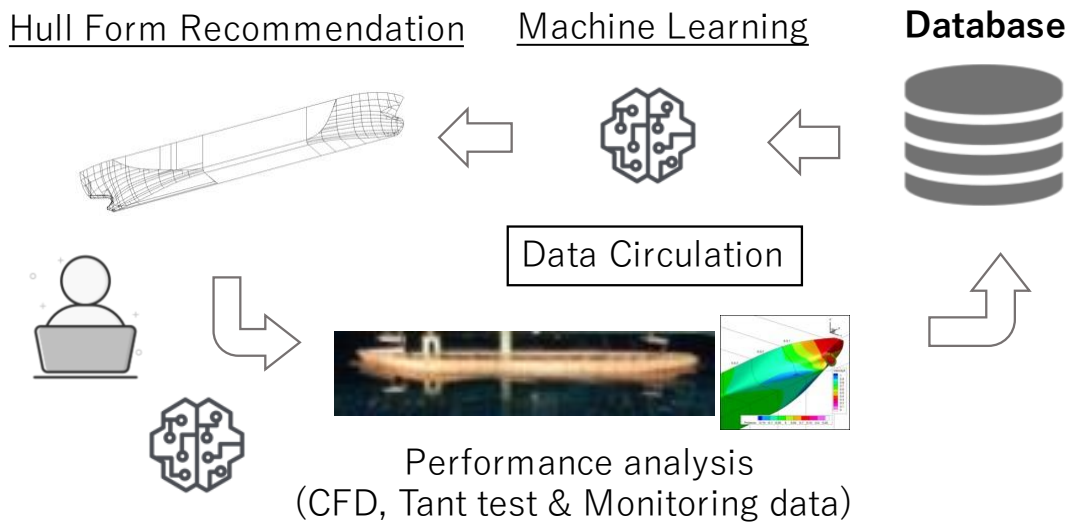 Hull Form Recommendation
Machine Learning
Database
Data Circulation
Performance analysis
(CFD, Tant test & Monitoring data)